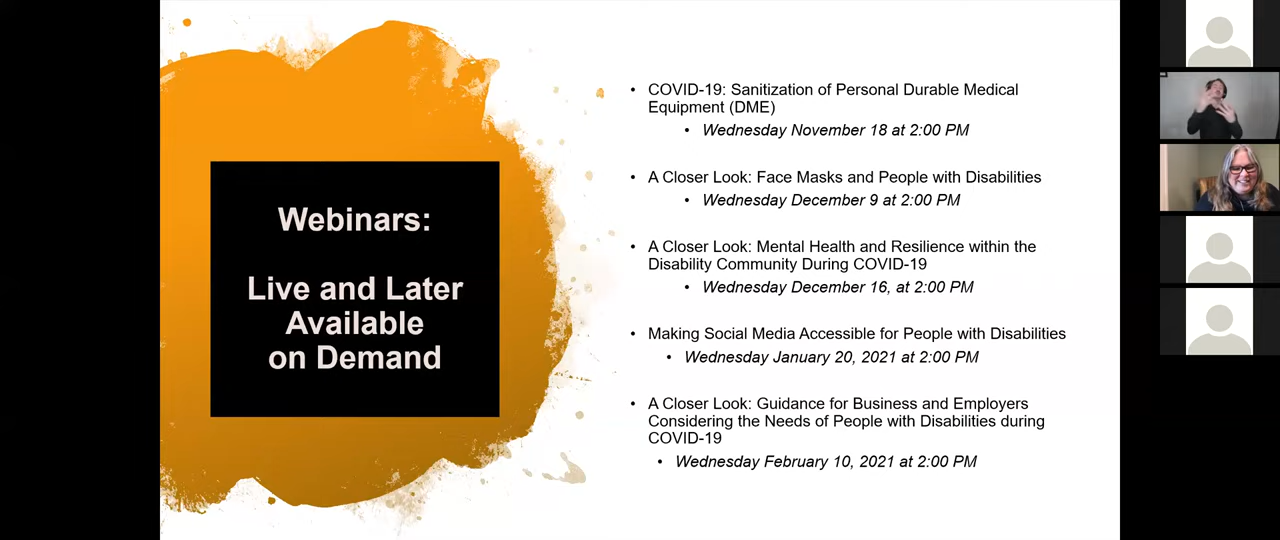 Webinars:
Live and Later
Available
on Demand
• COVID-19: Sanitization of Personal Durable Medical
Equipment (DME)
• Wednesday November 18 at 2:00 PM
• A Closer Look: Face Masks and People with Disabilities
• Wednesday December 9 at 2:00 PM
• A Closer Look: Mental Health and Resilience within the
Disability Community During COVID-19
• Wednesday December 16, at 2:00 PM
• Making Social Media Accessible for People with Disabilities
• Wednesday January 20, 2021 at 2:00 PM
• A Closer Look: Guidance for Business and Employers
Considering the Needs of People with Disabilities during
COVID-19
• Wednesday February 10, 2021 at 2:00 PM